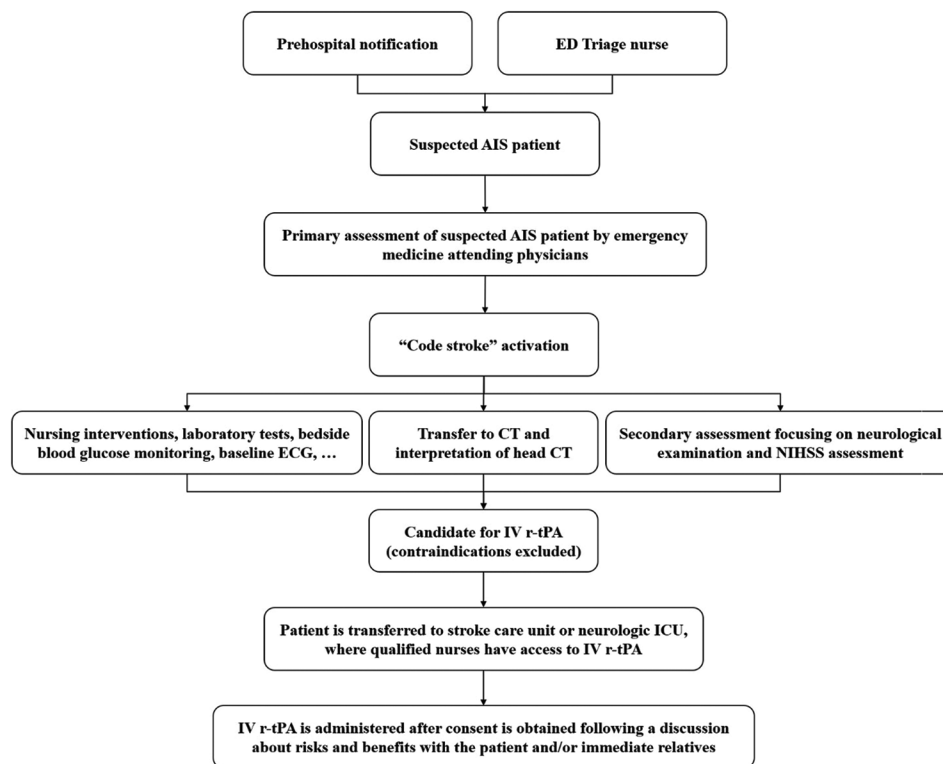 Prehospital notification
ED Triage nurse
Suspected AIS patient
Primary assessment of suspected AIS patient by emergency
medicine attending physicians
“Code stroke” activation
Nursing interventions, laboratory tests, bedside
blood glucose monitoring, baseline ECG, …
Transfer to CT and
interpretation of head CT
Secondary assessment focusing on neurological
examination and NIHSS assessment
Candidate for IV r-tPA
(contraindications excluded)
Patient is transferred to stroke care unit or neurologic ICU,
where qualified nurses have access to IV r-tPA
IV r-tPA is administered after consent is obtained following a discussion
about risks and benefits with the patient and/or immediate relatives